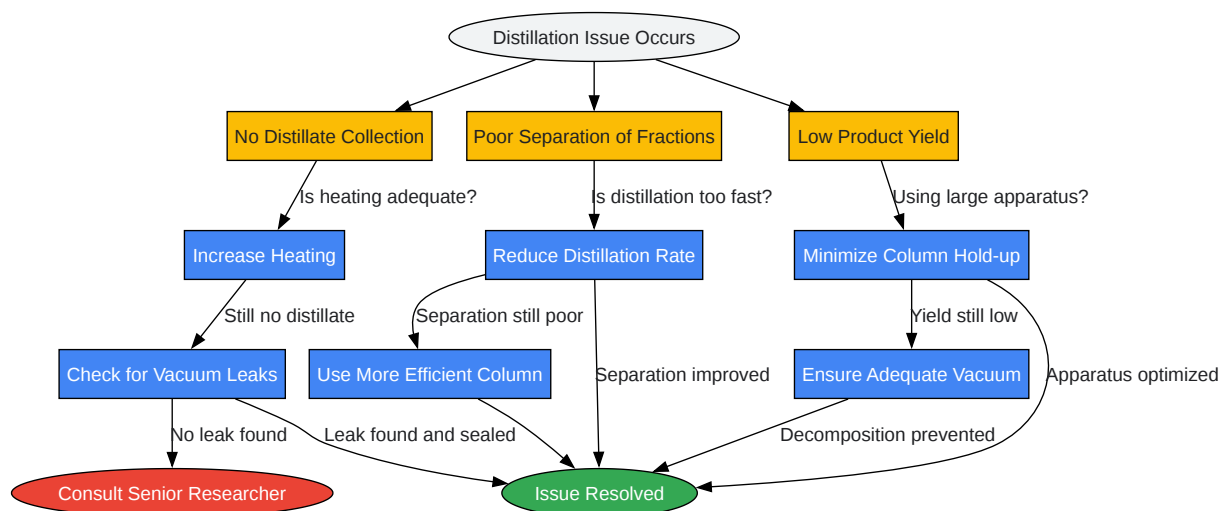 Distillation Issue Occurs
No Distillate Collection
Poor Separation of Fractions
Low Product Yield
Is heating adequate?
Is distillation too fast?
Using large apparatus?
Increase Heating
Reduce Distillation Rate
Minimize Column Hold-up
Still no distillate
Separation still poor
Yield still low
Check for Vacuum Leaks
Use More Efficient Column
Separation improved
Ensure Adequate Vacuum
Apparatus optimized
No leak found
Leak found and sealed
Decomposition prevented
Consult Senior Researcher
Issue Resolved